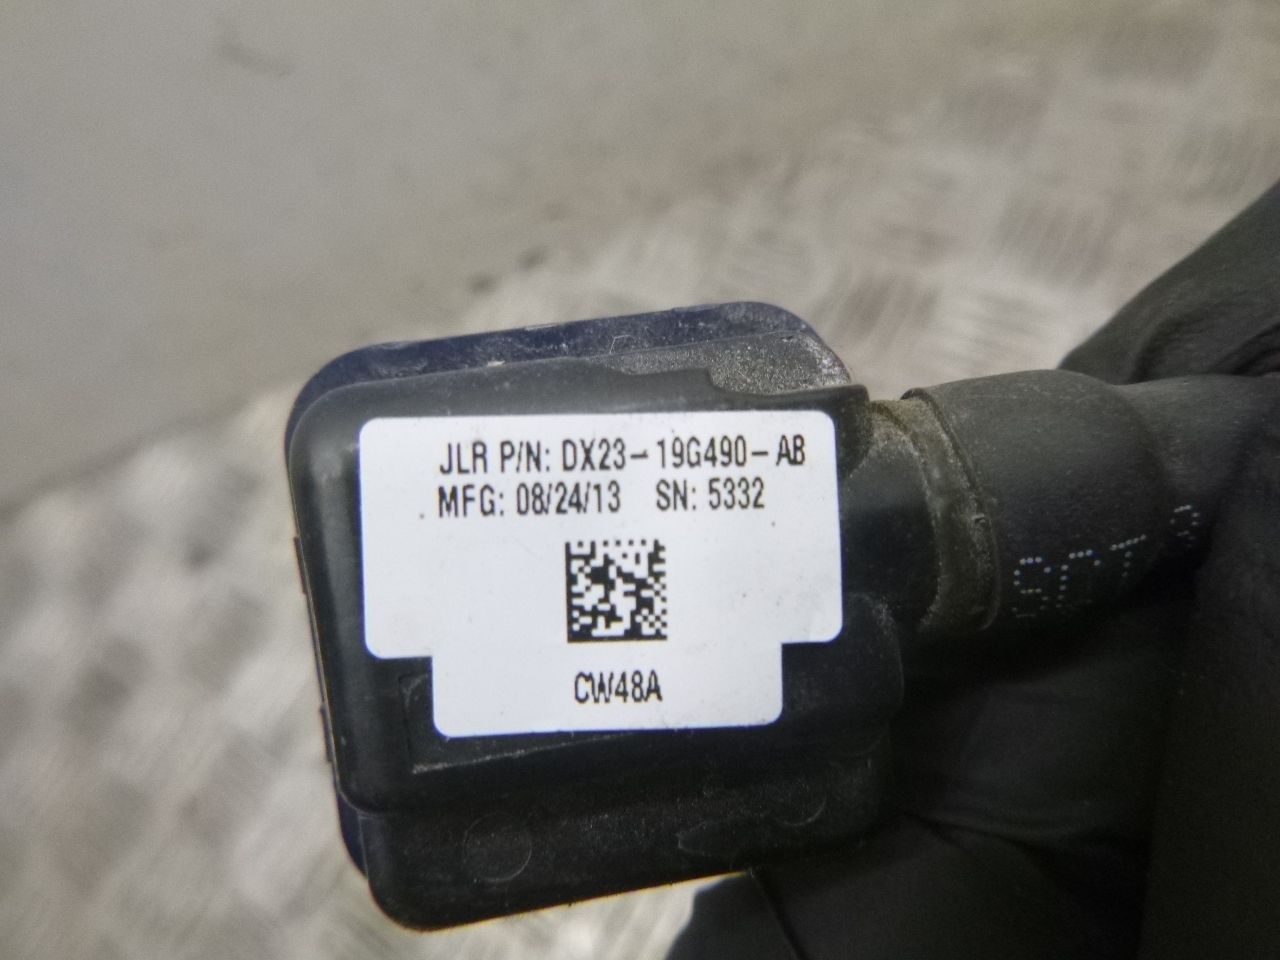 JLR P/N: DX23-19G490-AB
MFG: 08/24/13 SN: 5332
CW48A